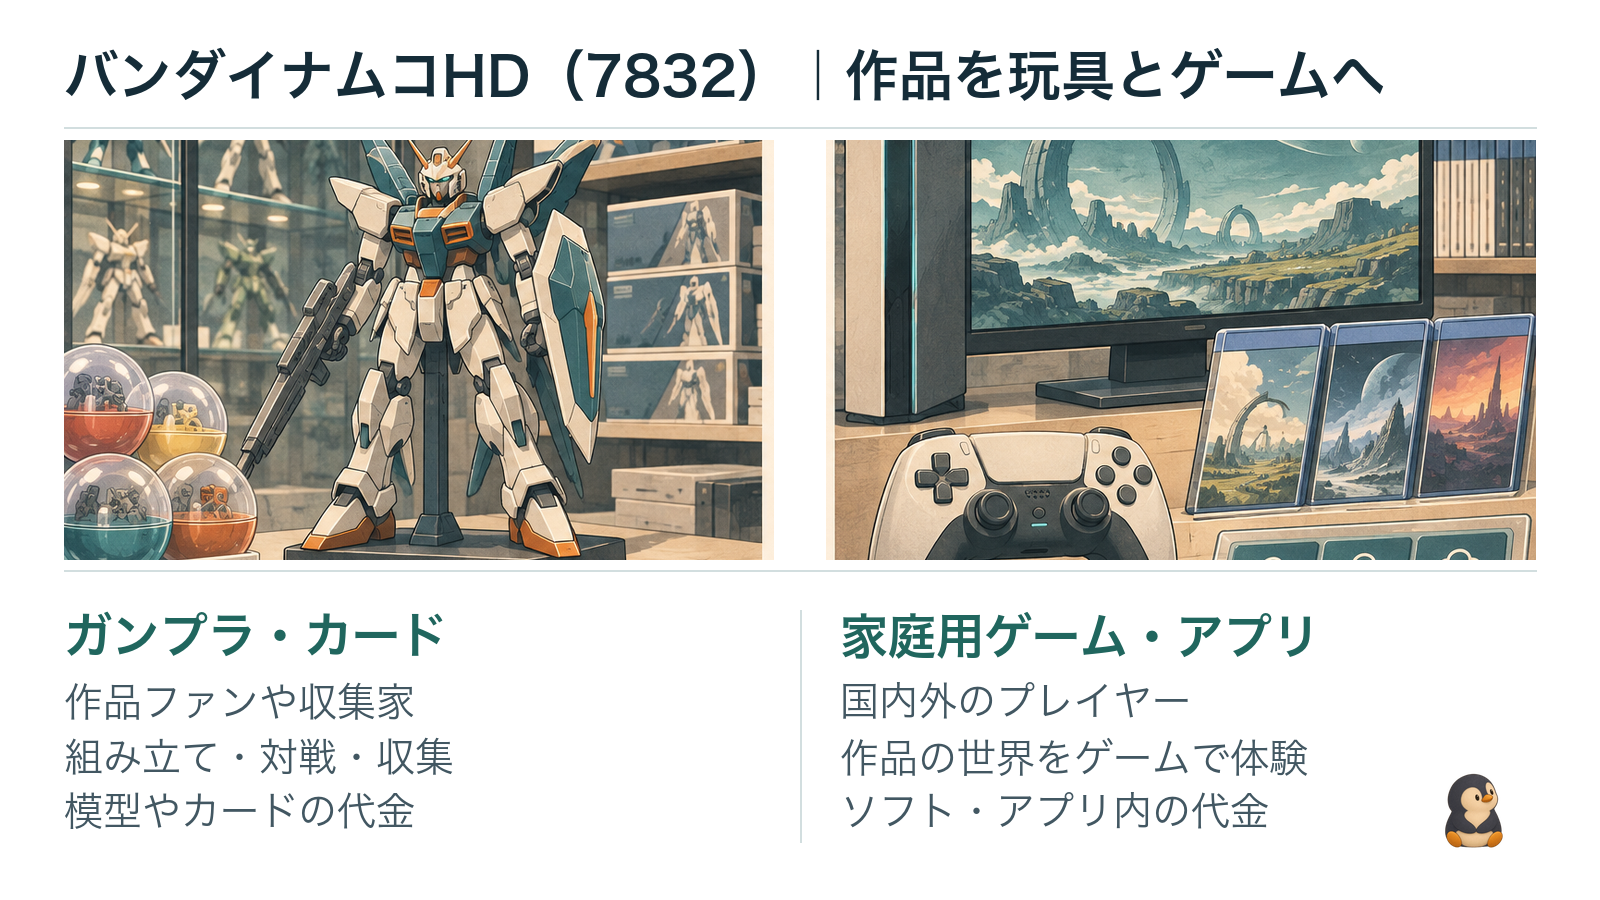 バンダイナムコHD（7832）｜作品を玩具とゲームへ
ガンプラ・カード
作品ファンや収集家
組み立て・対戦・収集
模型やカードの代金
家庭用ゲーム・アプリ
国内外のプレイヤー
作品の世界をゲームで体験
ソフト・アプリ内の代金